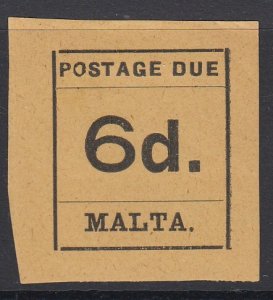 POSTAGE DUE
6d.
MALTA.